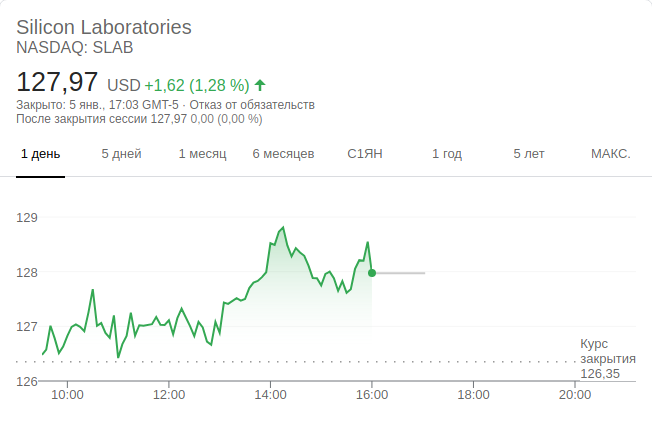 Silicon Laboratories
NASDAQ: SLAB
127,97 USD +1,62 (1,28 %)
Закрыто: 5 янв., 17:03 GMT-5 · Отказ от обязательств
После закрытия сессии 127,97 0,00 (0,00 %)
1 день 5 дней 1 месяц 6 месяцев С1ЯН 1 год 5 лет МАКС.
129
128
127
126
Курс
закрытия
126,35
10:00 12:00 14:00 16:00 18:00 20:00